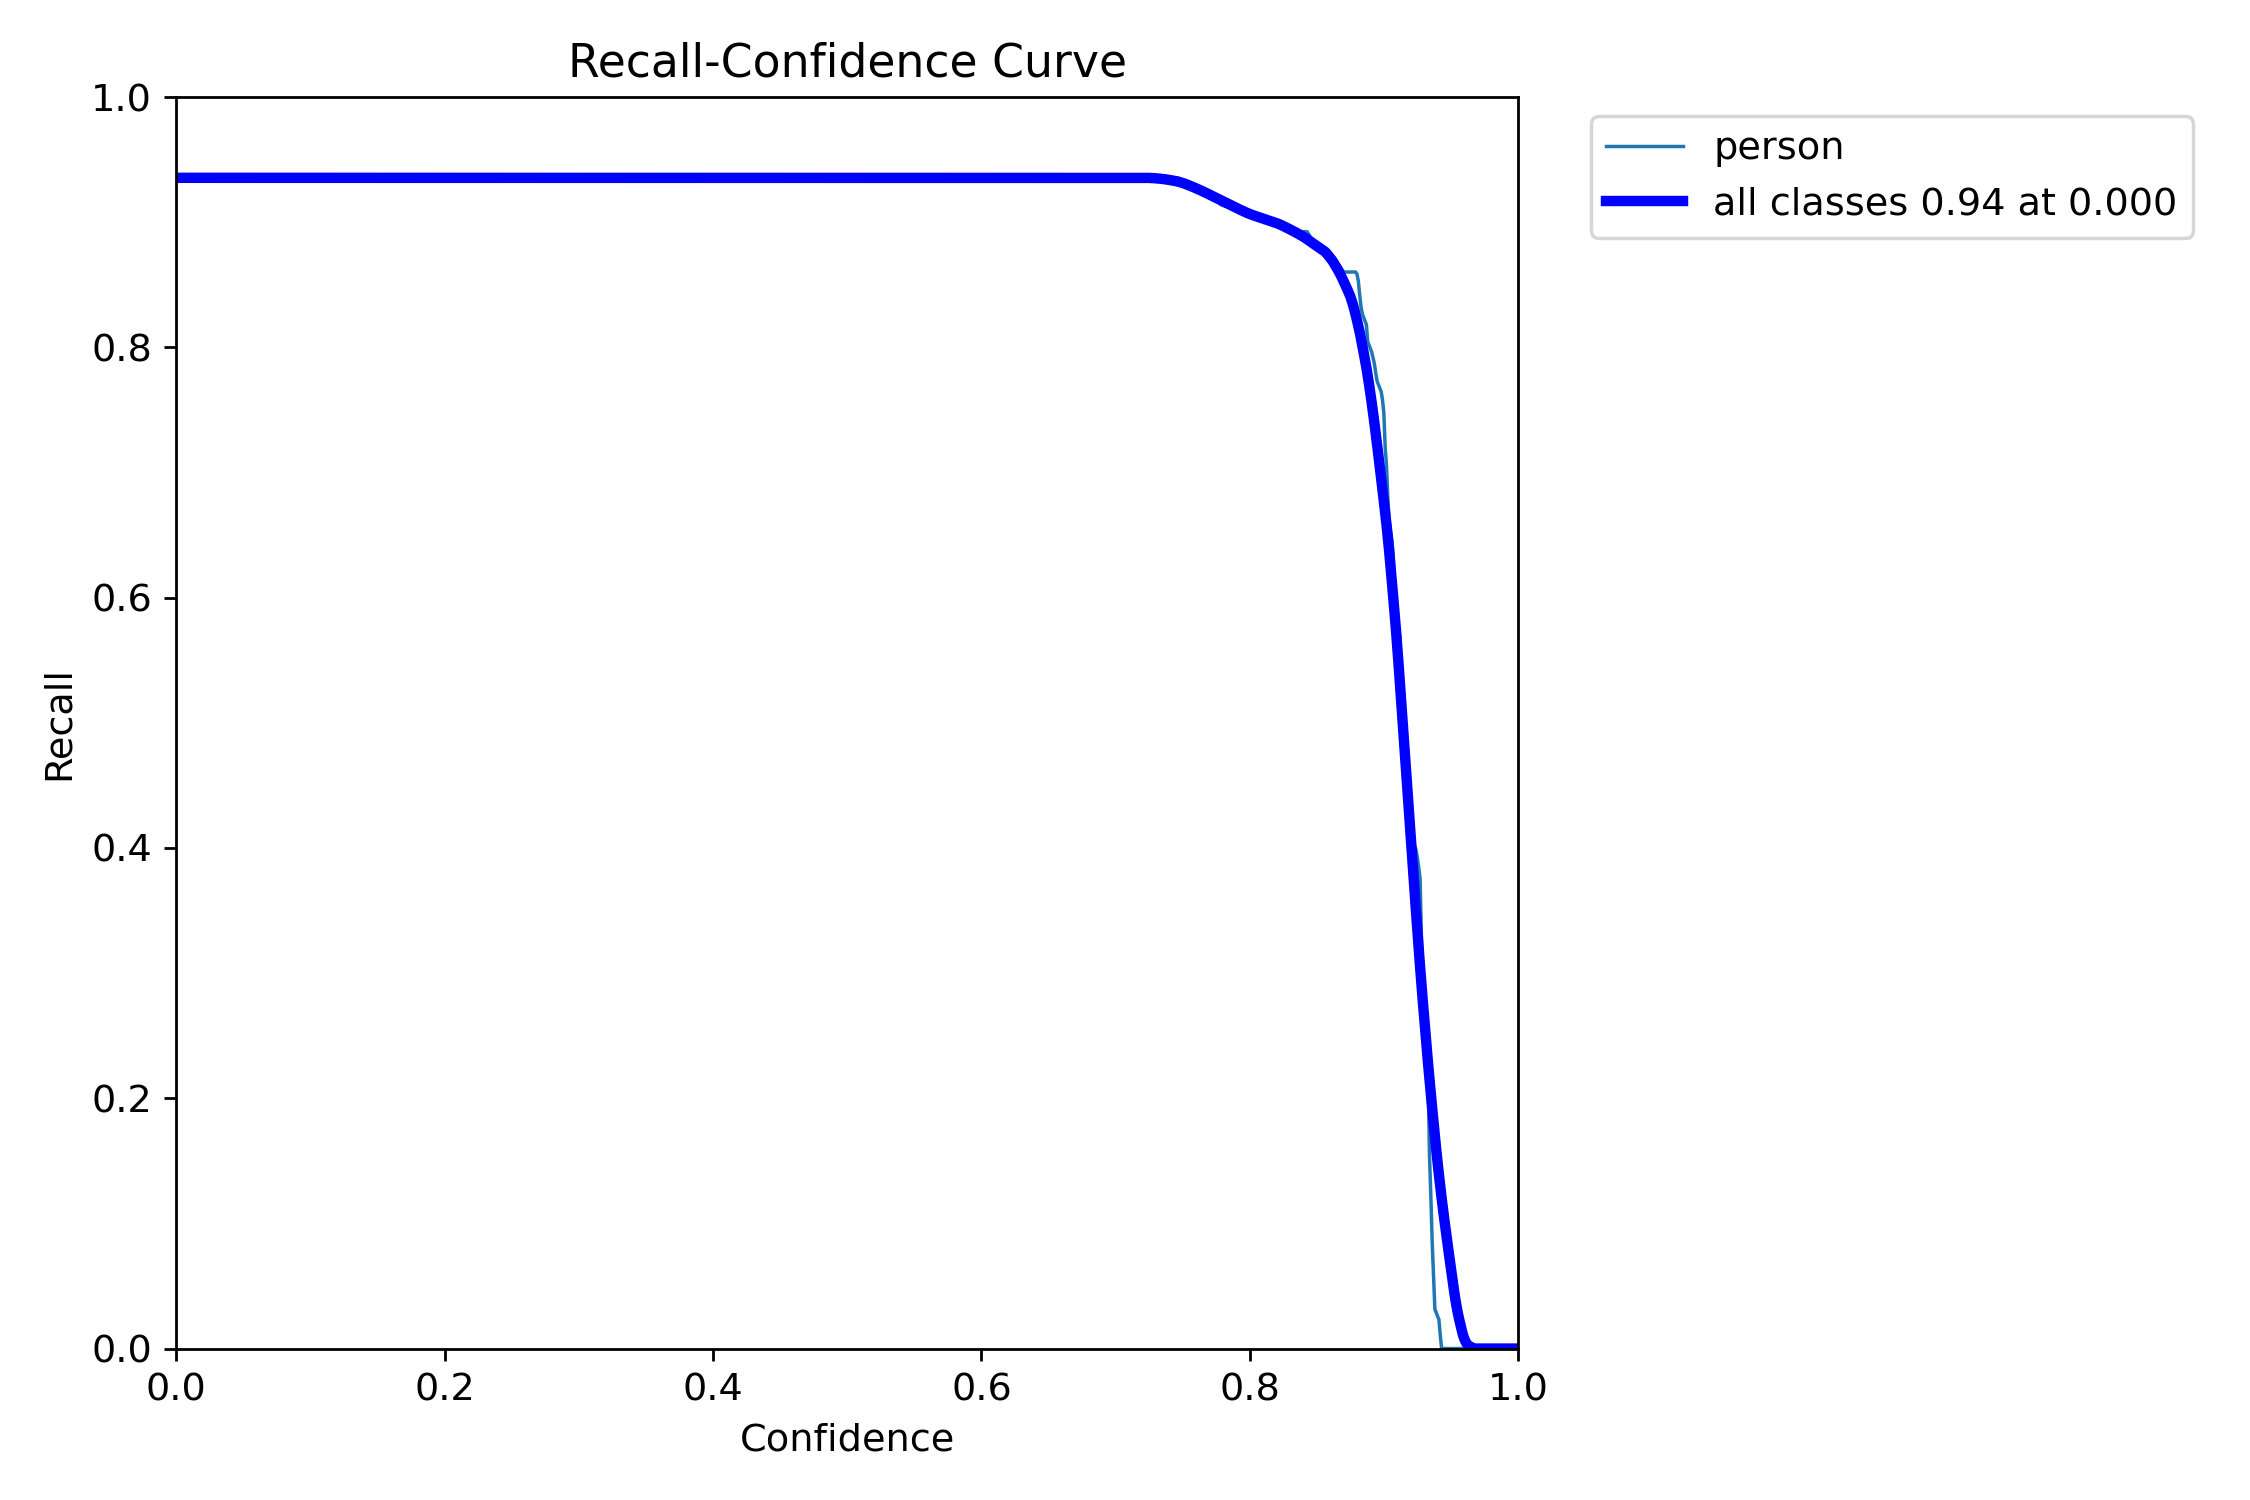 Recall-Confidence Curve
1.0
0.8
0.6
0.4
0.2
0.0
Recall
0.0 0.2 0.4 0.6 0.8 1.0
Confidence
person
all classes 0.94 at 0.000